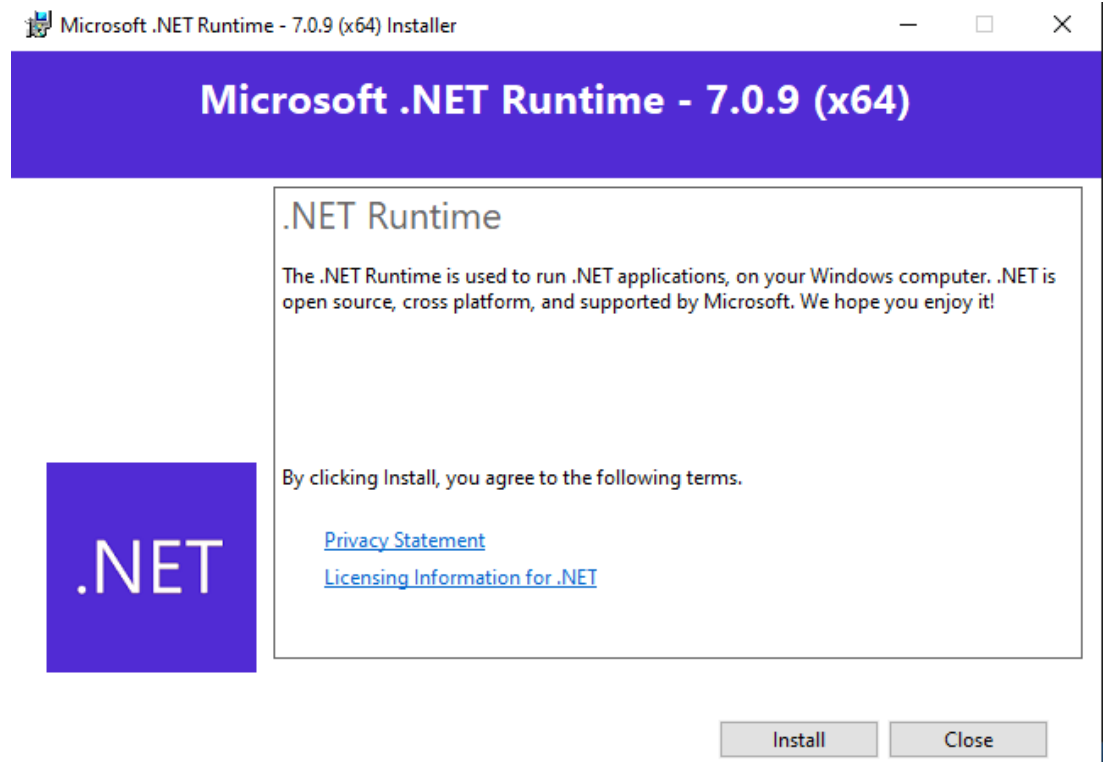 Microsoft .NET Runtime - 7.0.9 (x64) Installer
Microsoft .NET Runtime - 7.0.9 (x64)
.NET Runtime
The .NET Runtime is used to run .NET applications, on your Windows computer. .NET is
open source, cross platform, and supported by Microsoft. We hope you enjoy it!
By clicking Install, you agree to the following terms.
Privacy Statement
Licensing Information for .NET
.NET
Install
Close